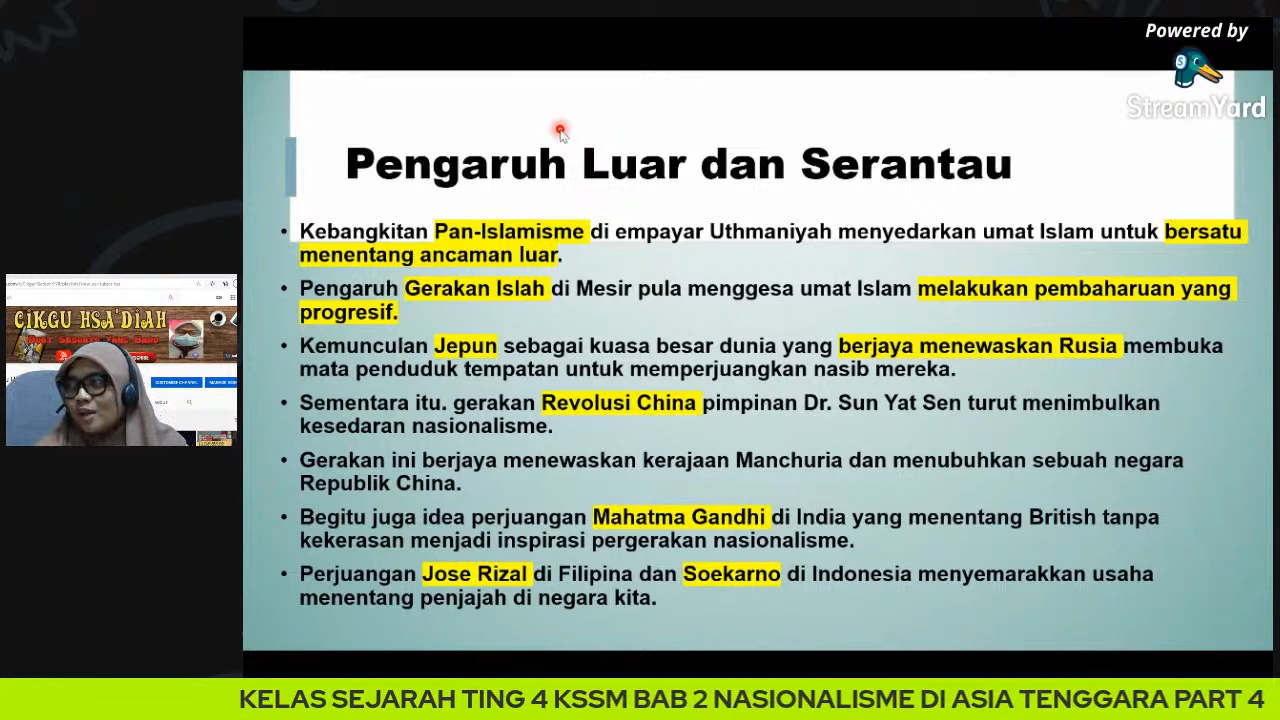 Powered by
StreamYard
Pengaruh Luar dan Serantau
• Kebangkitan Pan-Islamisme di empayar Uthmaniyah menyedarkan umat Islam untuk bersatu
menentang ancaman luar.
• Pengaruh Gerakan Islah di Mesir pula menggesa umat Islam melakukan pembaharuan yang
progresif.
• Kemunculan Jepun sebagai kuasa besar dunia yang berjaya menewaskan Rusia membuka
mata penduduk tempatan untuk memperjuangkan nasib mereka.
• Sementara itu. gerakan Revolusi China pimpinan Dr. Sun Yat Sen turut menimbulkan
kesedaran nasionalisme.
• Gerakan ini berjaya menewaskan kerajaan Manchuria dan menubuhkan sebuah negara
Republik China.
• Begitu juga idea perjuangan Mahatma Gandhi di India yang menentang British tanpa
kekerasan menjadi inspirasi pergerakan nasionalisme.
• Perjuangan Jose Rizal di Filipina dan Soekarno di Indonesia menyemarakkan usaha
menentang penjajah di negara kita.
CIKGU HSA'DIAH
CUSTOMISE CHANNEL
ABOUT
KELAS SEJARAH TING 4 KSSM BAB 2 NASIONALISME DI ASIA TENGGARA PART 4